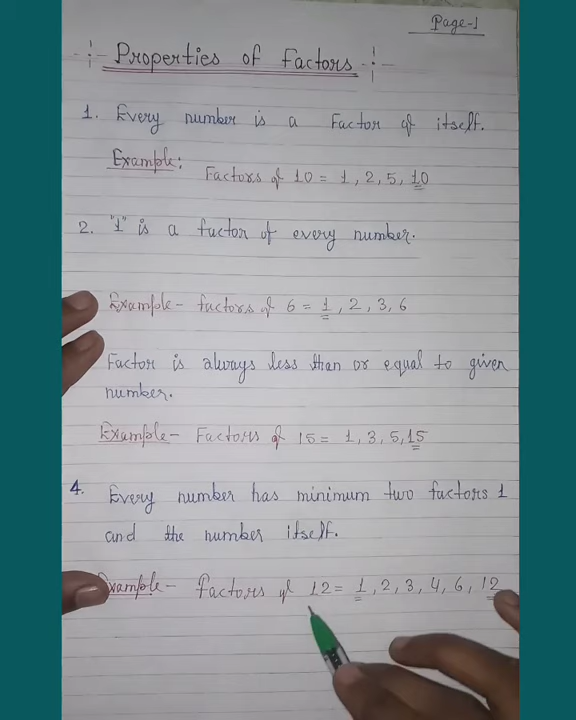 Page-1
Properties of Factors
1. Every number is a Factor of itself.
Example: Factors of 10 = 1, 2, 5, 10
2. "1" is a factor of every number.
Example- factors of 6 = 1, 2, 3, 6
Factor is always less than or equal to given
number.
Example- Factors of 15 = 1, 3, 5, 15
4. Every number has minimum two factors 1
and the number itself.
Example- Factors of 12 = 1, 2, 3, 4, 6, 12